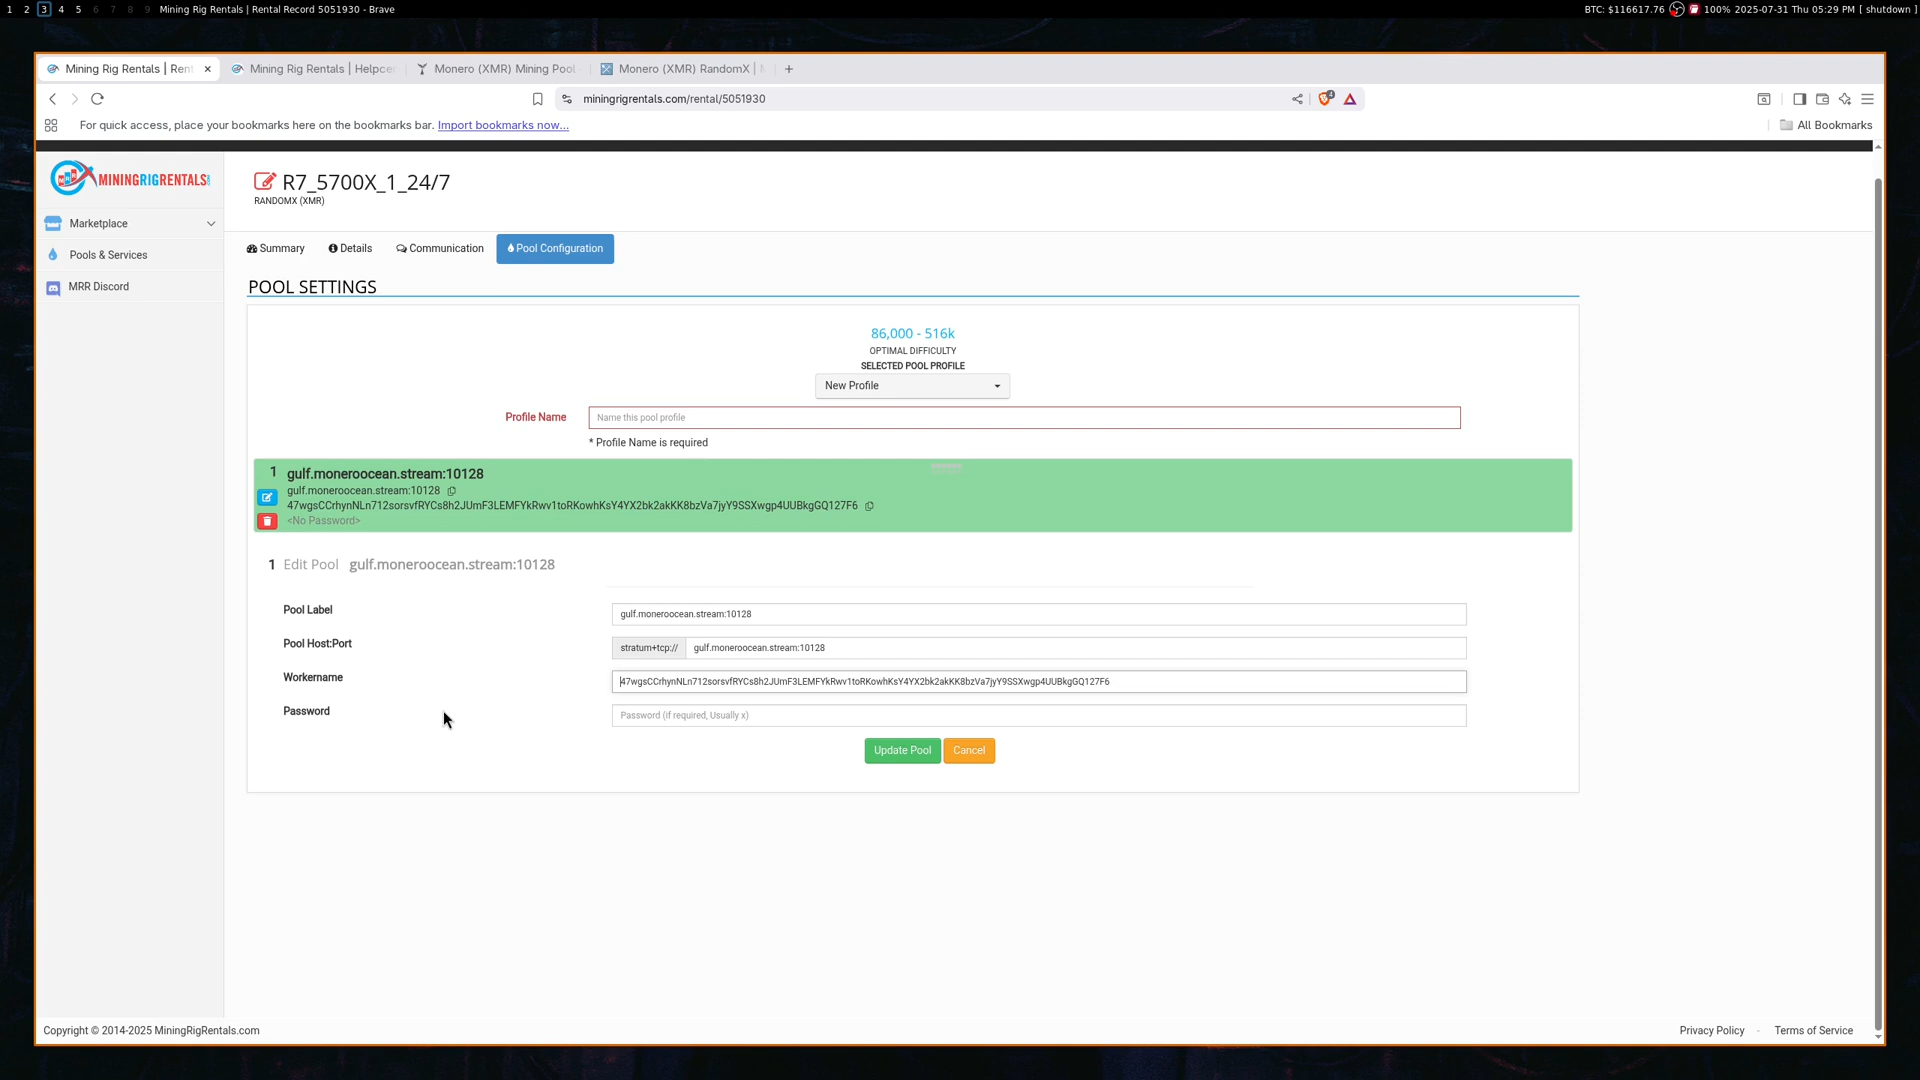 1 2 3 4 5 6 7 8 9 Mining Rig Rentals | Rental Record 5051930 - Brave
BTC: $116617.76 100% 2025-07-31 Thu 05:29 PM [ shutdown ]
Mining Rig Rentals | Ren
Mining Rig Rentals | Helpce
Monero (XMR) Mining Pool
Monero (XMR) RandomX |
miningrigrentals.com/rental/5051930
4
For quick access, place your bookmarks here on the bookmarks bar. Import bookmarks now...
All Bookmarks
MININGRIGRENTALS
R7_5700X_1_24/7
RANDOMX (XMR)
Marketplace
Pools & Services
MRR Discord
Summary
Details
Communication
Pool Configuration
POOL SETTINGS
86,000 - 516k
OPTIMAL DIFFICULTY
SELECTED POOL PROFILE
New Profile
Profile Name
Name this pool profile
* Profile Name is required
1 gulf.moneroocean.stream:10128
gulf.moneroocean.stream:10128
47wgsCCrhynNLn712sorsvfRYCs8h2JUmF3LEMFYkRwv1toRKowhKsY4YX2bk2akKK8bzVa7jyY9SSXwgp4UUBkgGQ127F6
<No Password>
1 Edit Pool gulf.moneroocean.stream:10128
Pool Label
gulf.moneroocean.stream:10128
Pool Host:Port
stratum+tcp:// gulf.moneroocean.stream:10128
Workername
47wgsCCrhynNLn712sorsvfRYCs8h2JUmF3LEMFYkRwv1toRKowhKsY4YX2bk2akKK8bzVa7jyY9SSXwgp4UUBkgGQ127F6
Password
Password (if required, Usually x)
Update Pool
Cancel
Copyright © 2014-2025 MiningRigRentals.com
Privacy Policy - Terms of Service